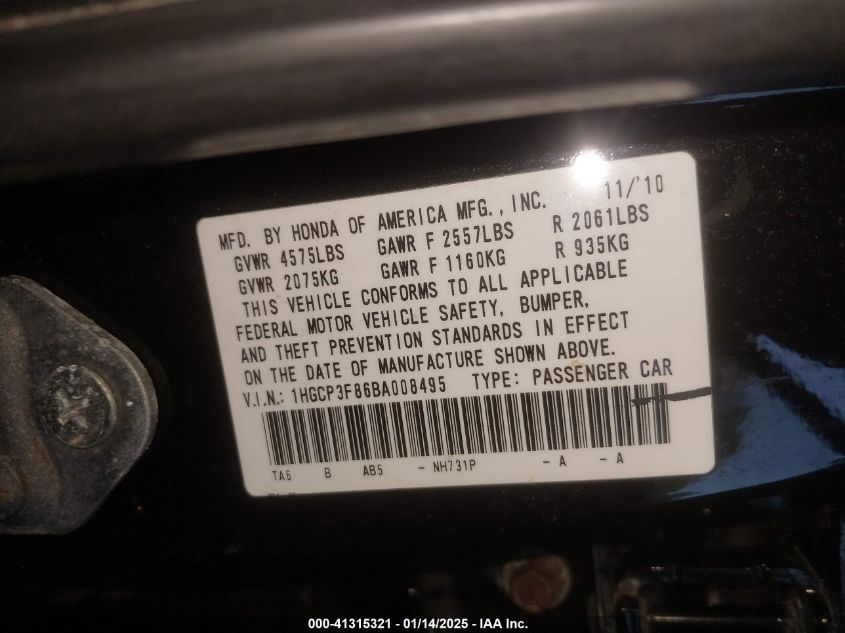 MFD. BY HONDA OF AMERICA MFG., INC. 11/'10
GVWR 4575LBS GAWR F 2557LBS R 2061LBS
GVWR 2075KG GAWR F 1160KG R 935KG
THIS VEHICLE CONFORMS TO ALL APPLICABLE
FEDERAL MOTOR VEHICLE SAFETY, BUMPER,
AND THEFT PREVENTION STANDARDS IN EFFECT
ON THE DATE OF MANUFACTURE SHOWN ABOVE.
V.I.N.: 1HGCP3F86BA008495 TYPE: PASSENGER CAR
TA6 B AB5 - NH731P - A - A
000-41315321 - 01/14/2025 - IAA Inc.